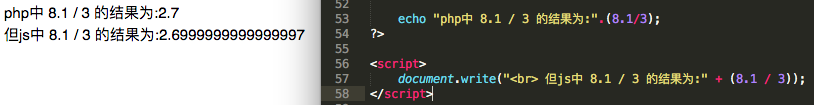 php中 8.1 / 3 的结果为:2.7
但js中 8.1 / 3 的结果为:2.6999999999999997
52
53 echo "php中 8.1 / 3 的结果为:".(8.1/3);
54 ?>
55
56 <script>
57 document.write("<br> 但js中 8.1 / 3 的结果为:" + (8.1 / 3));
58 </script>